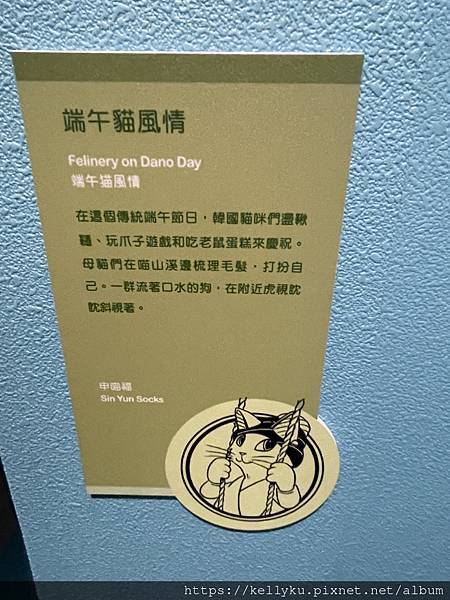 端午貓風情
Felinery on Dano Day
端午猫風情
在這個傳統端午節日，韓國貓咪們盪鞦
韆、玩爪子遊戲和吃老鼠蛋糕來慶祝。
母貓們在喵山溪邊梳理毛髮，打扮自
己。一群流著口水的狗，在附近虎視眈
眈斜視著。
申喵福
Sin Yun Socks
https://kellyku.pixnet.net/album